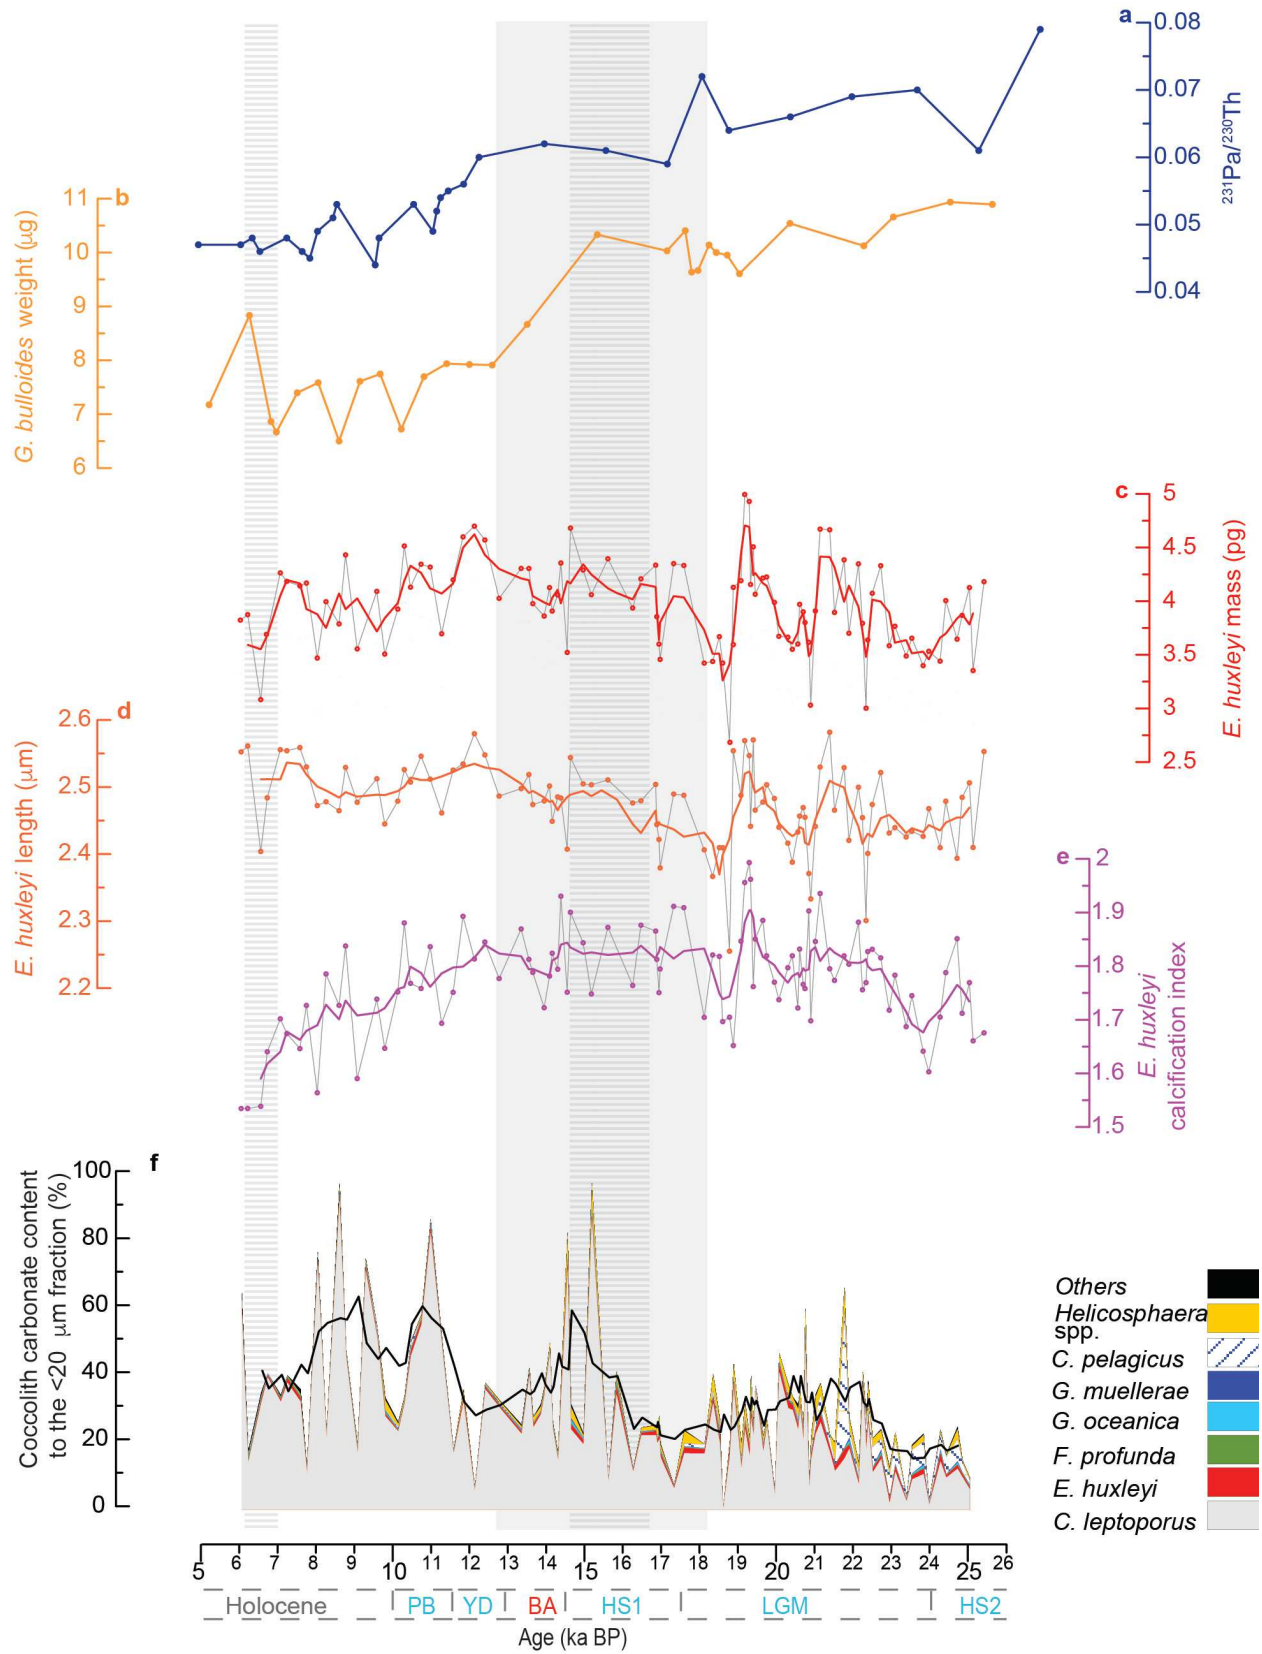 a
0.08
0.07
0.06
0.05
0.04
231Pa/230Th
b
11
10
9
8
7
6
G. bulloides weight (µg)
c
5
4.5
4
3.5
3
2.5
E. huxleyi mass (pg)
d
2.6
2.5
2.4
2.3
2.2
E. huxleyi length (µm)
e
2
1.9
1.8
1.7
1.6
1.5
E. huxleyi
calcification index
f
100
80
60
40
20
0
Coccolith carbonate content
to the <20 µm fraction (%)
Others
Helicosphaera
spp.
C. pelagicus
G. muellerae
G. oceanica
F. profunda
E. huxleyi
C. leptoporus
5 6 7 8 9 10 11 12 13 14 15 16 17 18 19 20 21 22 23 24 25 26
Holocene PB YD BA HS1 LGM HS2
Age (ka BP)